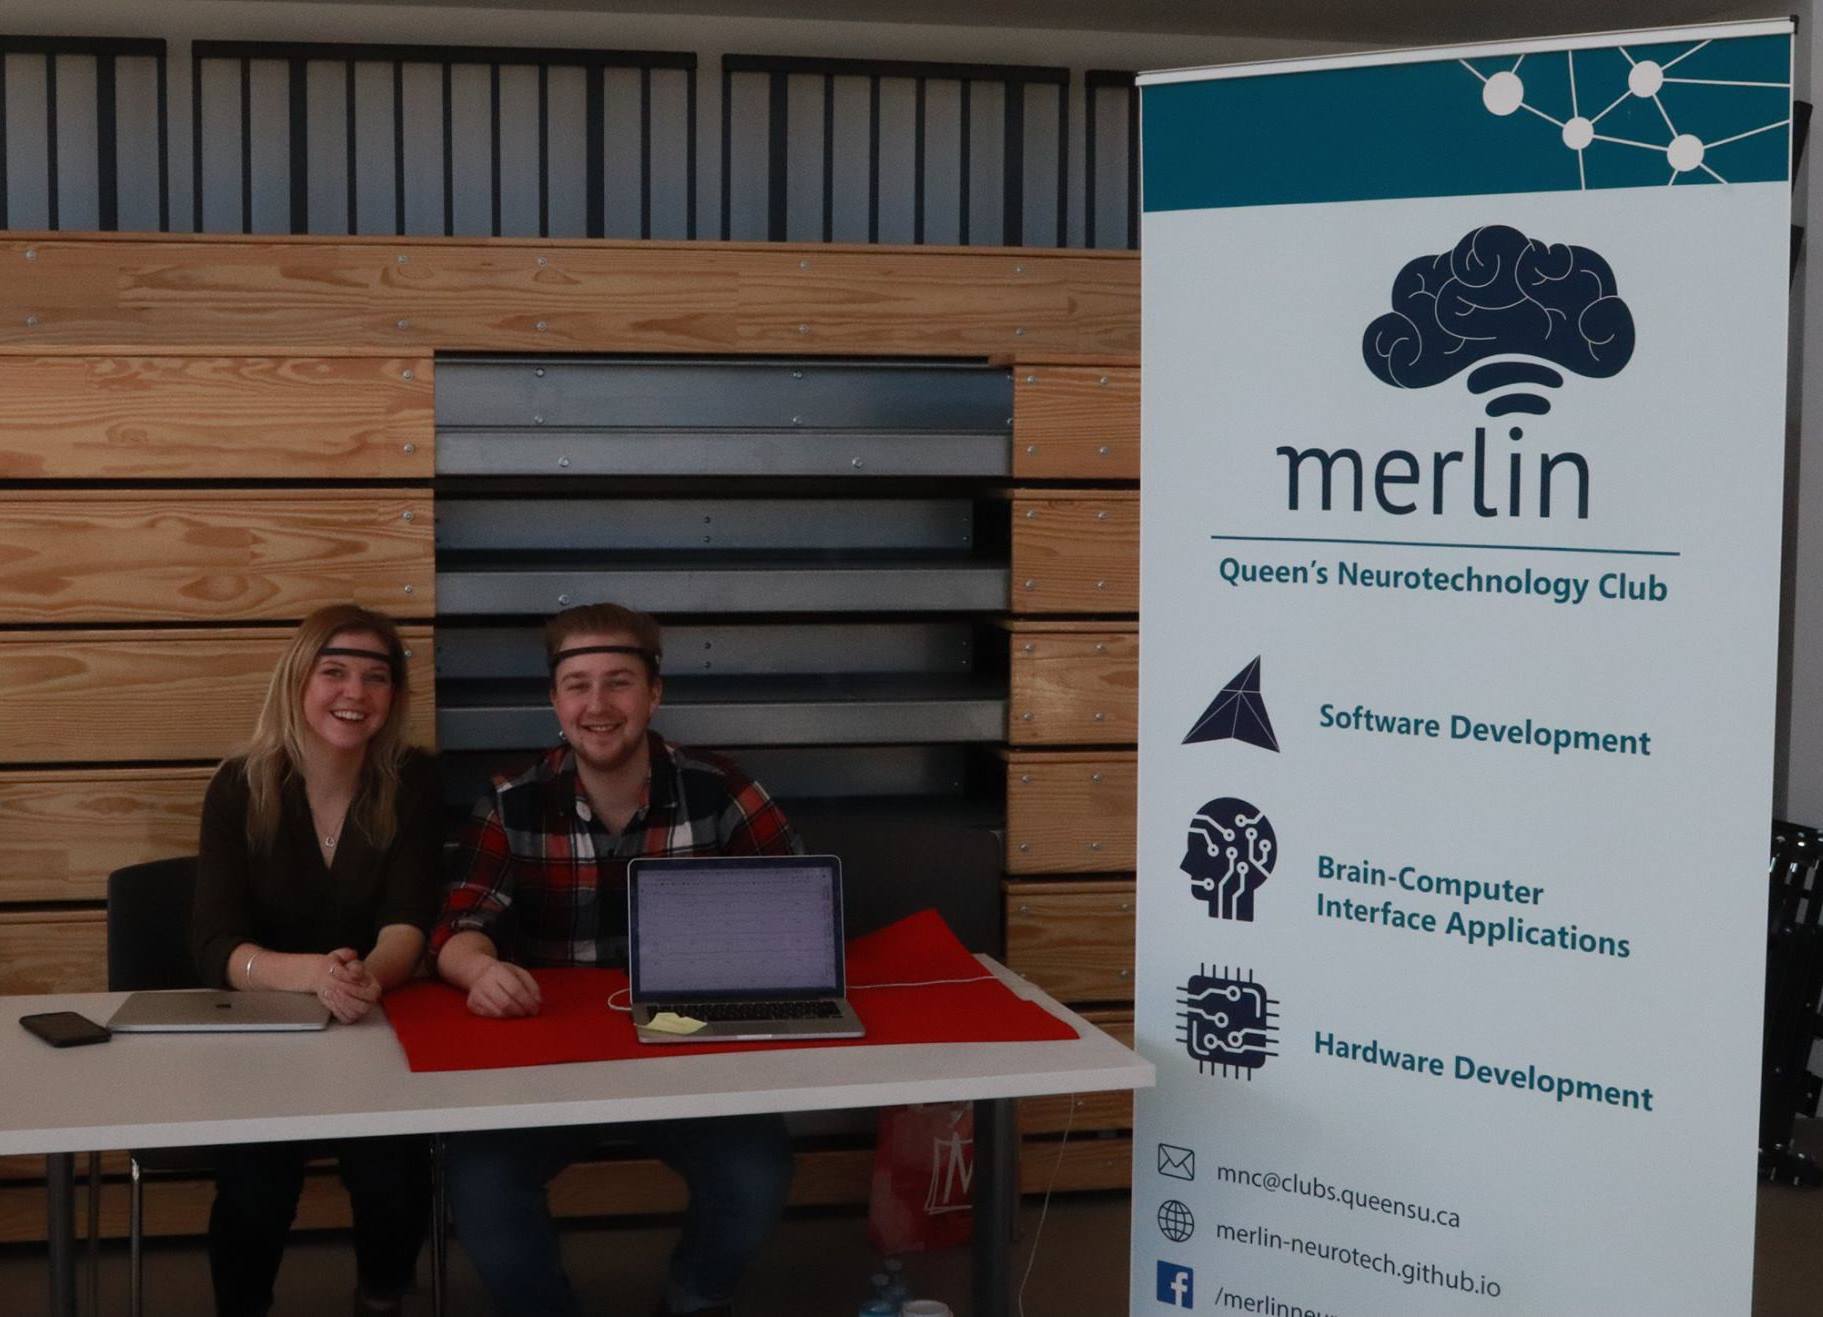 merlin
Queen's Neurotechnology Club
Software Development
Brain-Computer
Interface Applications
Hardware Development
mnc@clubs.queensu.ca
merlin-neurotech.github.io